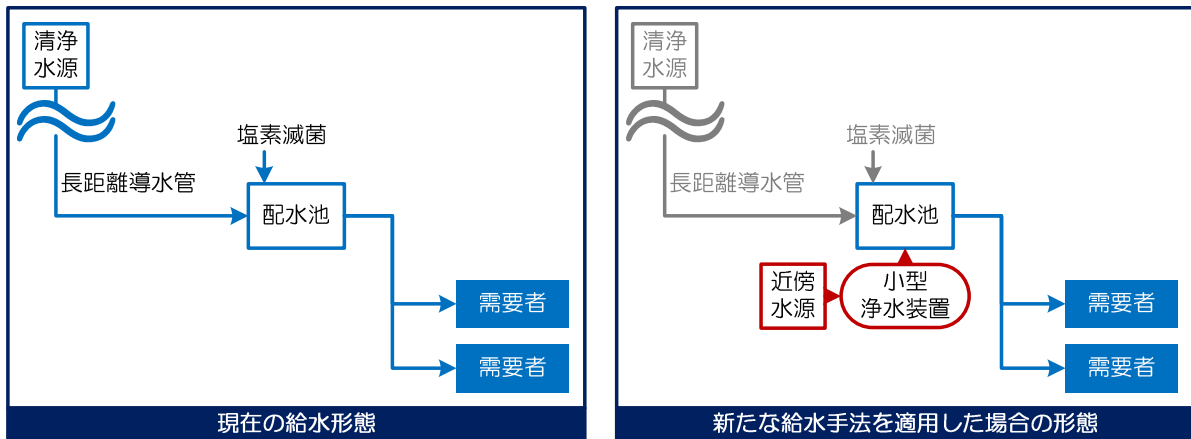 清浄
水源
塩素滅菌
長距離導水管
配水池
需要者
需要者
現在の給水形態
清浄
水源
塩素滅菌
長距離導水管
配水池
近傍
水源
小型
浄水装置
需要者
需要者
新たな給水手法を適用した場合の形態